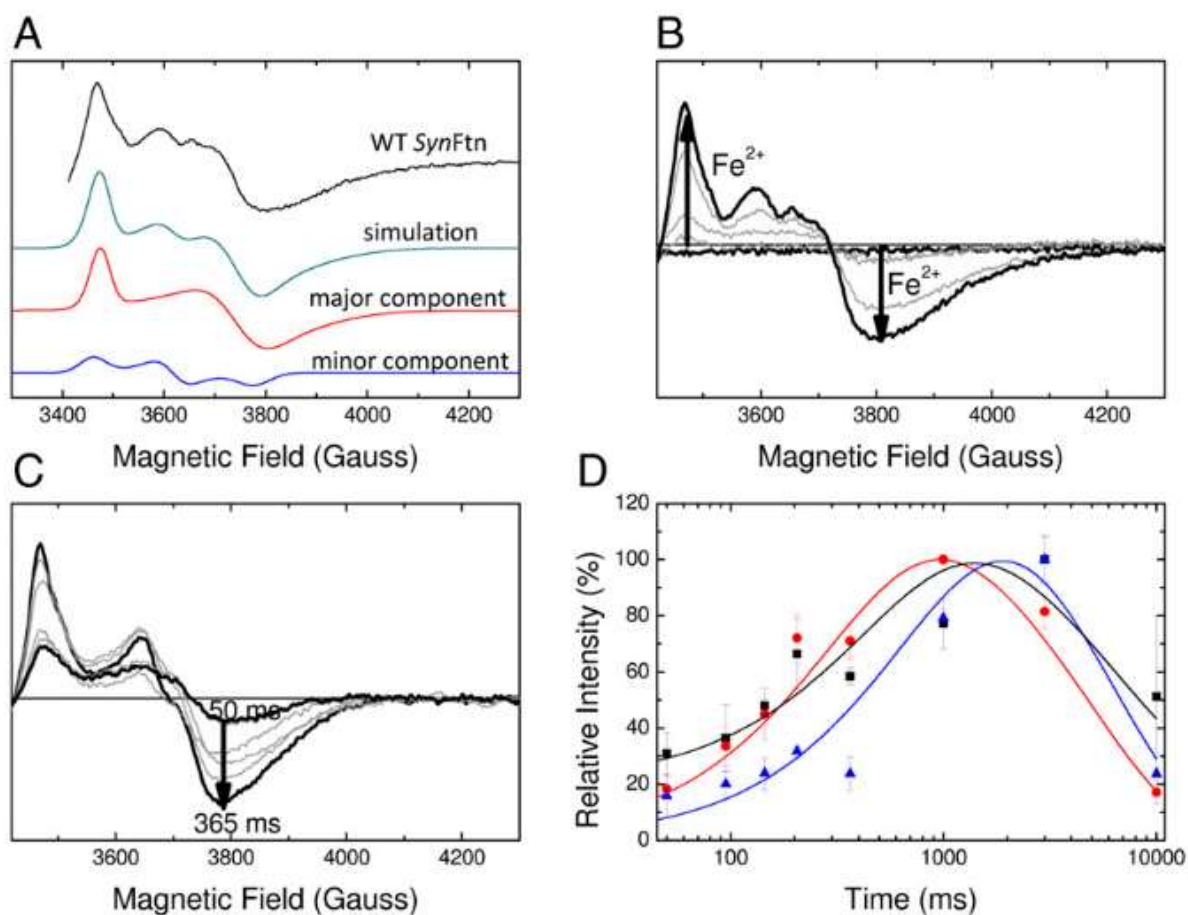 A
WT SynFtn
simulation
major component
minor component
3400 3600 3800 4000 4200
Magnetic Field (Gauss)
B
Fe2+
Fe2+
3600 3800 4000 4200
Magnetic Field (Gauss)
C
50 ms
365 ms
3600 3800 4000 4200
Magnetic Field (Gauss)
D
Relative Intensity (%)
120
100
80
60
40
20
0
100 1000 10000
Time (ms)